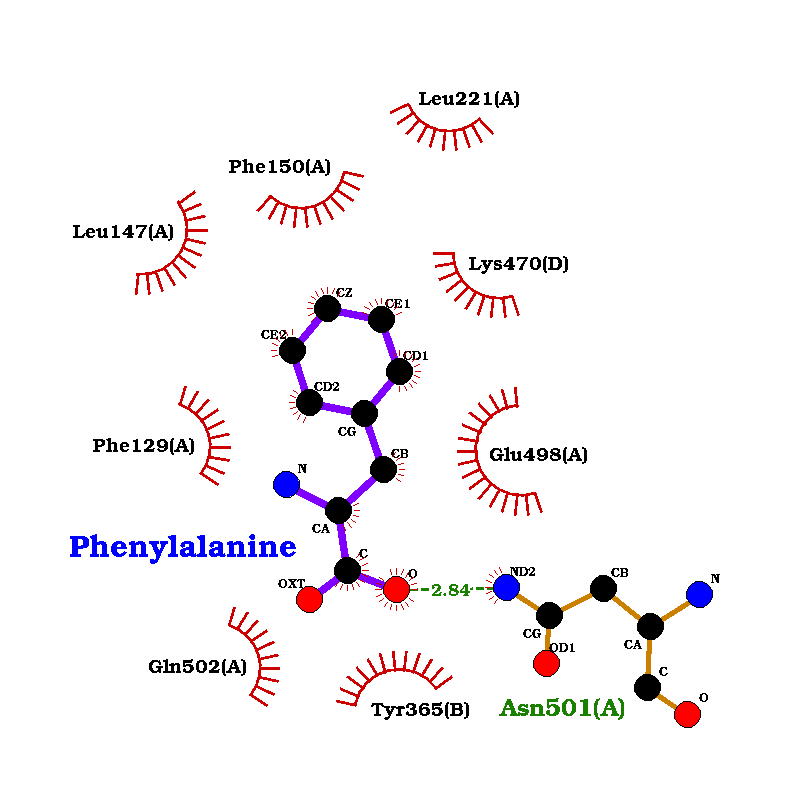 Leu221(A)
Phe150(A)
Leu147(A)
Lys470(D)
CZ
CE1
CE2
CD1
CD2
CG
Phe129(A)
CB
Glu498(A)
N
CA
Phenylalanine
C
OXT
O
2.84
ND2
CB
N
CG
OD1
CA
C
O
Gln502(A)
Tyr365(B)
Asn501(A)